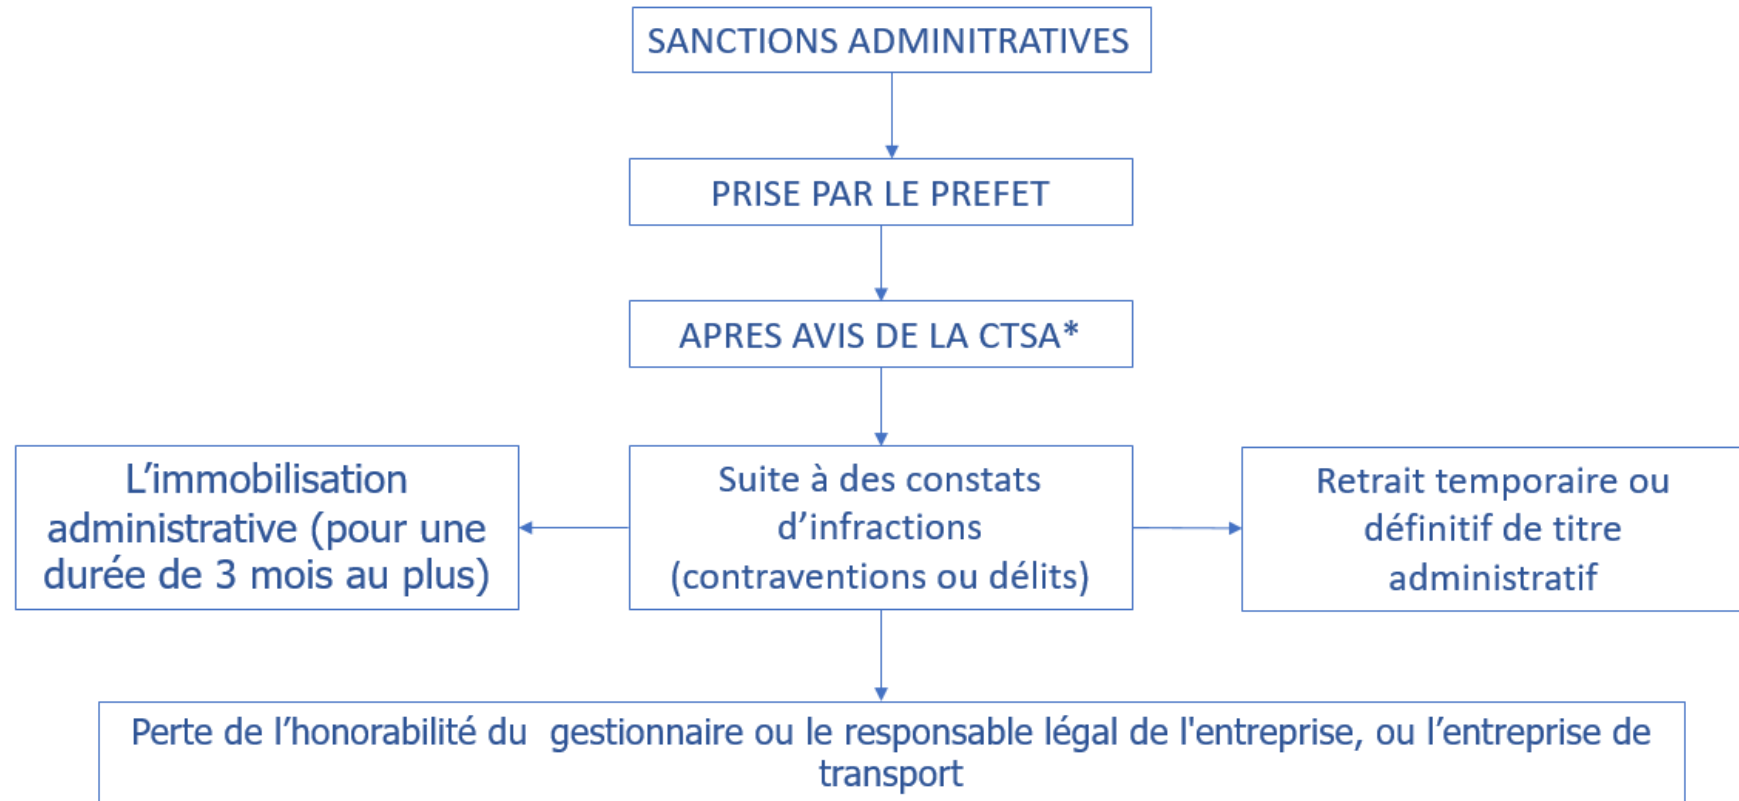 SANCTIONS ADMINITRATIVES
PRISE PAR LE PREFET
APRES AVIS DE LA CTSA*
L’immobilisation
administrative (pour une
durée de 3 mois au plus)
Suite à des constats
d’infractions
(contraventions ou délits)
Retrait temporaire ou
définitif de titre
administratif
Perte de l’honorabilité du  gestionnaire ou le responsable légal de l'entreprise, ou l’entreprise de
transport